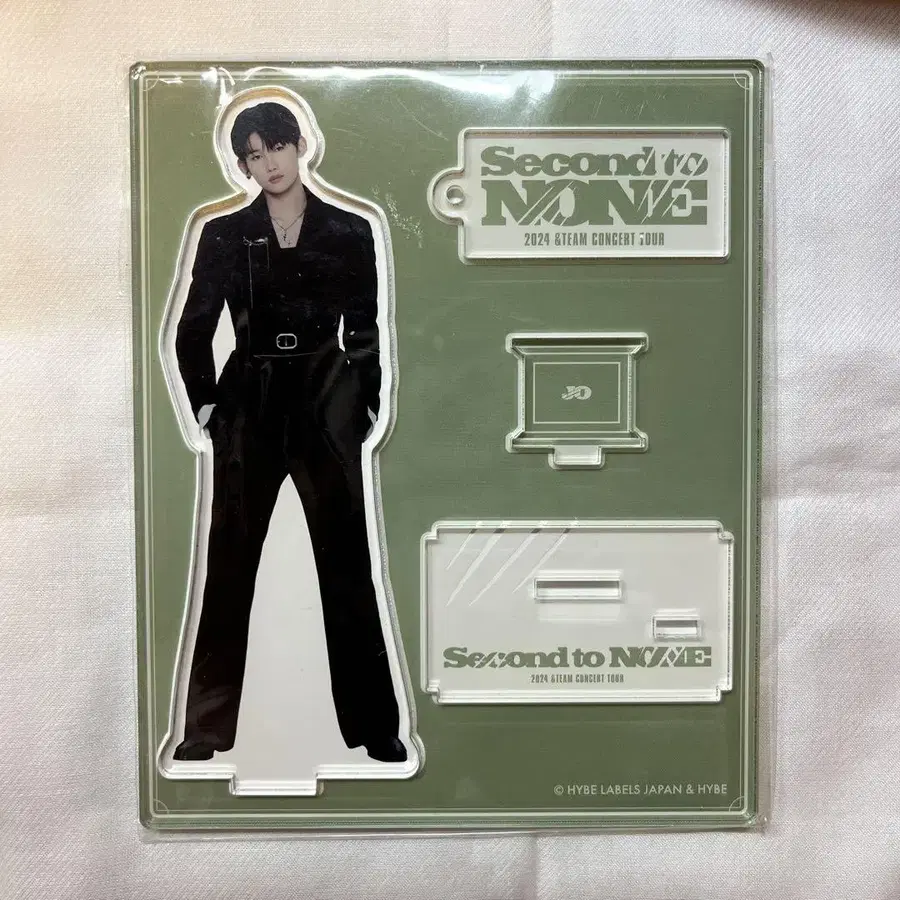 Second to
NONE
2024 &TEAM CONCERT TOUR
JO
Second to NONE
2024 &TEAM CONCERT TOUR
© HYBE LABELS JAPAN & HYBE